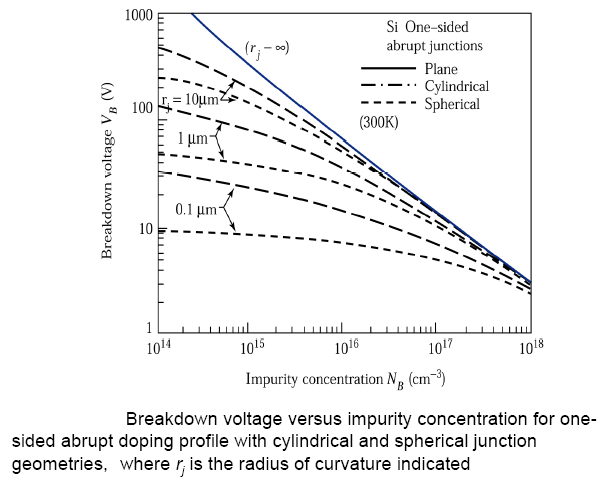 1000
100
10
1
Breakdown voltage V_B (V)
(r_j – ∞)
r_j = 10µm
1 µm
0.1 µm
Si One–sided
abrupt junctions
Plane
Cylindrical
Spherical
(300K)
10^14 10^15 10^16 10^17 10^18
Impurity concentration N_B (cm^–3)
Breakdown voltage versus impurity concentration for one-
sided abrupt doping profile with cylindrical and spherical junction
geometries, where r_j is the radius of curvature indicated